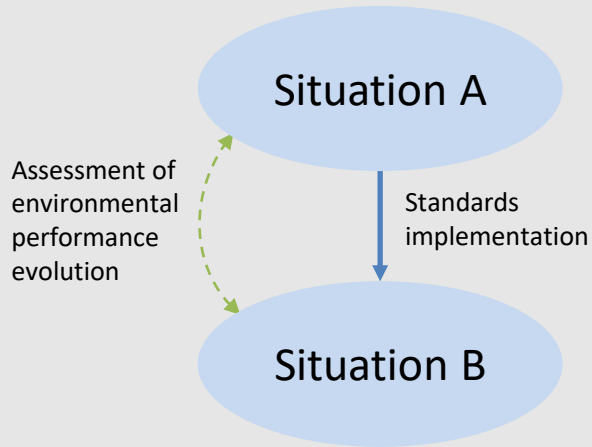 Situation A
Assessment of
environmental
performance
evolution
Standards
implementation
Situation B